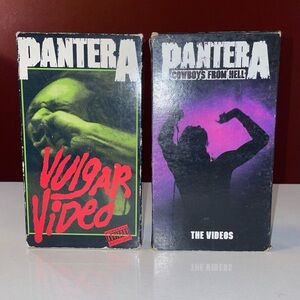 PANTERA
VULGAR
Video
PANTERA
COWBOYS FROM HELL
THE VIDEOS